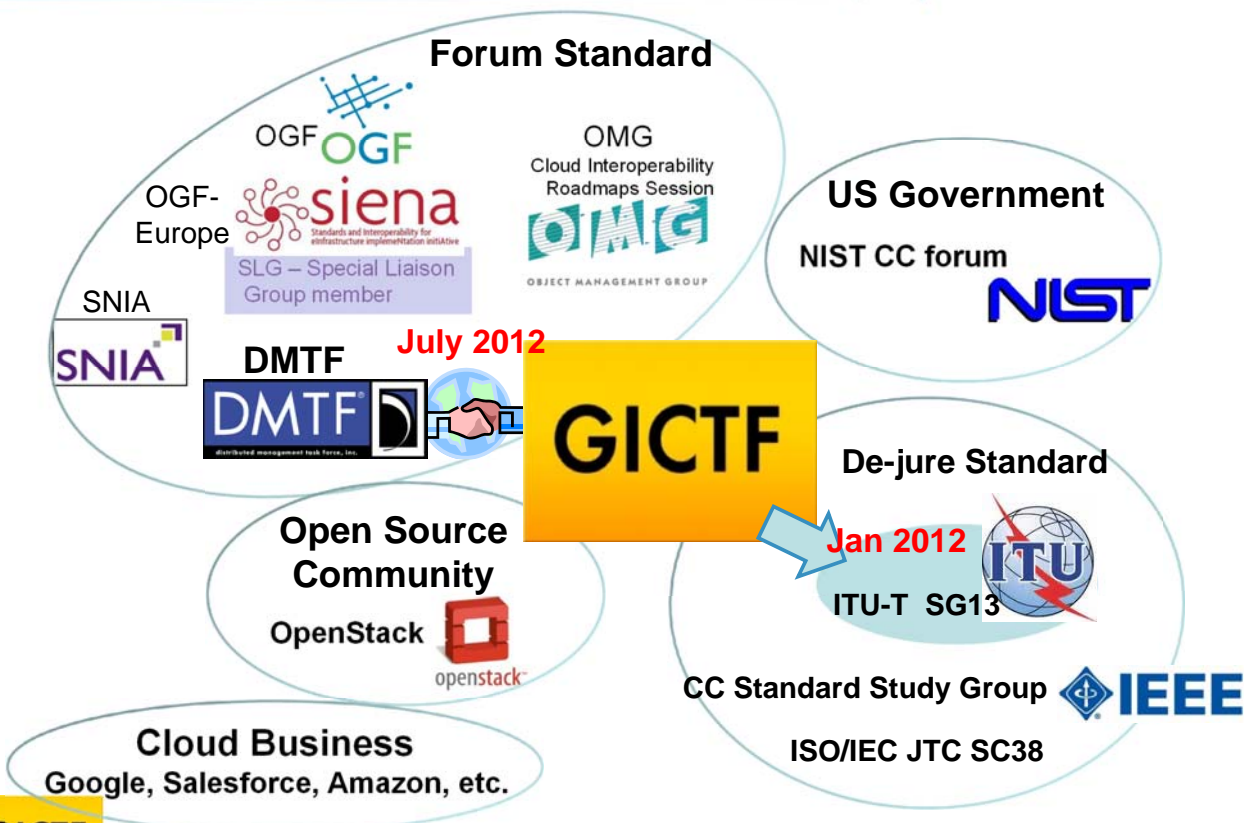 Forum Standard
OGF
OGF
OMG
Cloud Interoperability
Roadmaps Session
OMG
OBJECT MANAGEMENT GROUP
OGF-
Europe
siena
Standards and Interoperability for
eInfrastructure implemeNtation initiAtive
SLG – Special Liaison
Group member
SNIA
SNIA
DMTF
DMTF
distributed management task force, inc.
July 2012
GICTF
US Government
NIST CC forum
NIST
De-jure Standard
Jan 2012
ITU
ITU-T SG13
CC Standard Study Group
IEEE
ISO/IEC JTC SC38
Open Source
Community
OpenStack
openstack
Cloud Business
Google, Salesforce, Amazon, etc.